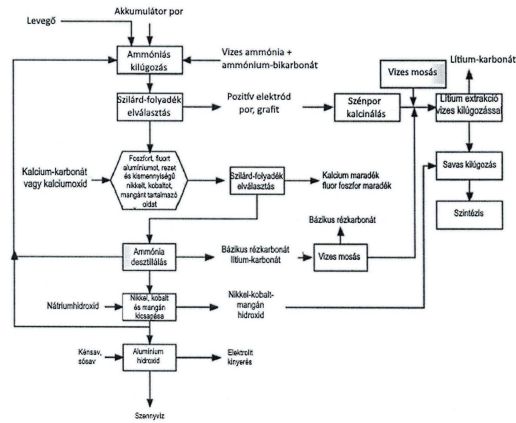 Levegő
Akkumulátor por
Ammóniás
kilúgozás
Vizes ammónia +
ammónium-bikarbonát
Vizes mosás
Lítium-karbonát
Szilárd-folyadék
elválasztás
Pozitív elektród
por, grafit
Szénpor
kalcinálás
Lítium extrakció
vizes kilúgozással
Kalcium-karbonát
vagy kalciumoxid
Foszfort, fluort
alumíniumot, rezet
és kismennyiségű
nikkelt, kobaltot,
mangánt tartalmazó
oldat
Szilárd-folyadék
elválasztás
Kalcium maradék
fluor foszfor maradék
Savas kilúgozás
Szintézis
Bázikus rézkarbonát
Ammónia
desztillálás
Bázikus rézkarbonát
lítium-karbonát
Vizes mosás
Nátriumhidroxid
Nikkel, kobalt
és mangán
kicsapása
Nikkel-kobalt-
mangán
hidroxid
Kénsav,
sósav
Alumínium
hidroxid
Elektrolit
kinyerés
Szennyvíz